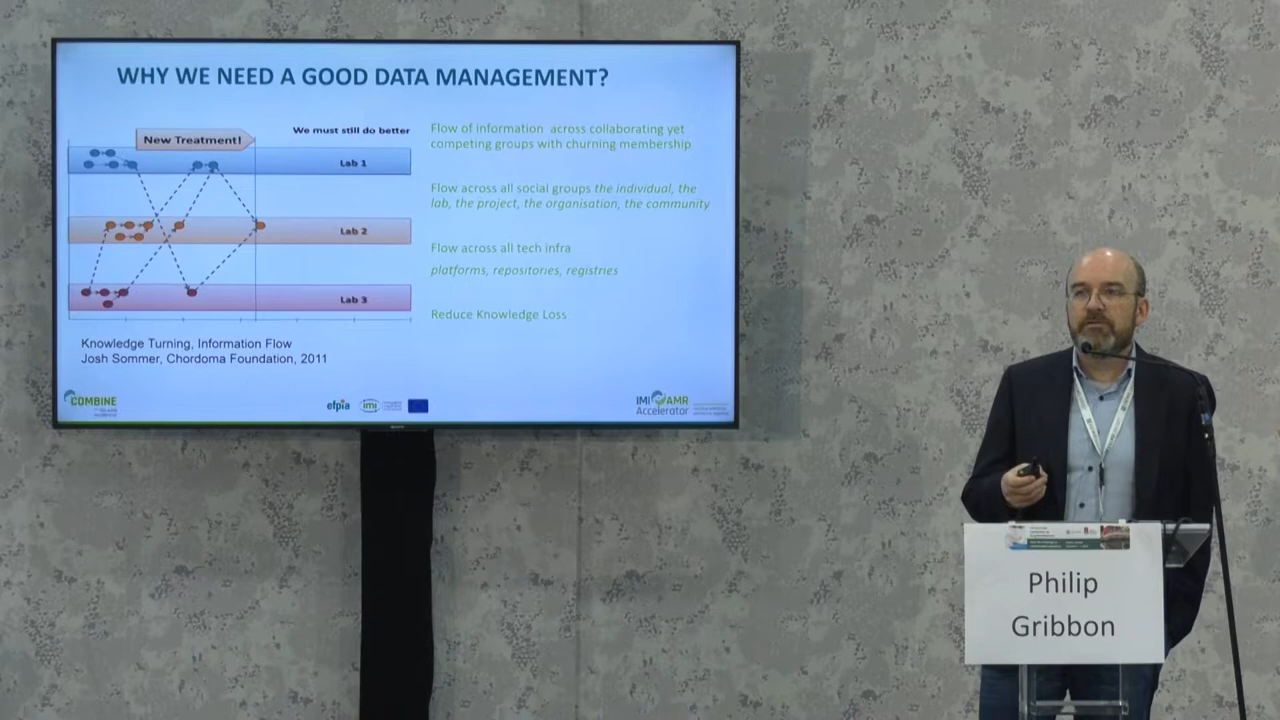 WHY WE NEED A GOOD DATA MANAGEMENT?
New Treatment!
We must still do better
Lab 1
Lab 2
Lab 3
Flow of information across collaborating yet
competing groups with churning membership
Flow across all social groups the individual, the
lab, the project, the organisation, the community
Flow across all tech infra
platforms, repositories, registries
Reduce Knowledge Loss
Knowledge Turning, Information Flow
Josh Sommer, Chordoma Foundation, 2011
COMBINE
efpia
imi
IMI AMR
Accelerator
Philip
Gribbon